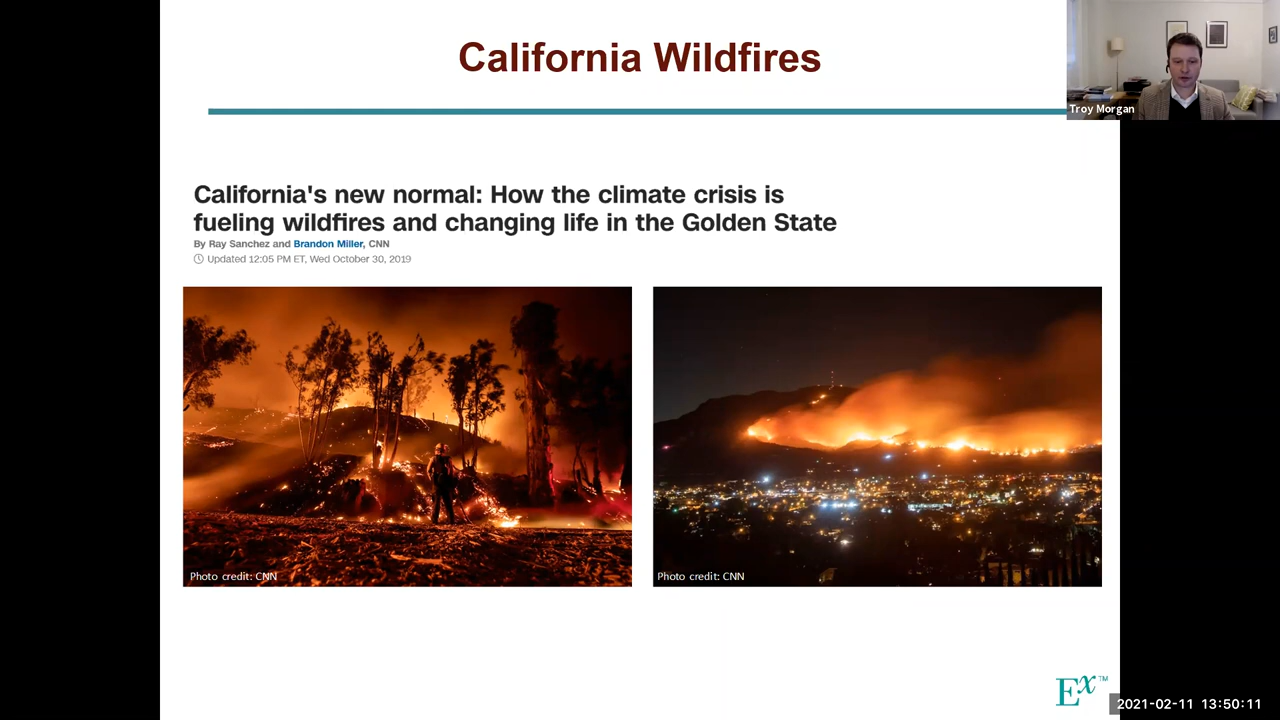 California Wildfires
Troy Morgan
California's new normal: How the climate crisis is
fueling wildfires and changing life in the Golden State
By Ray Sanchez and Brandon Miller, CNN
Updated 12:05 PM ET, Wed October 30, 2019
Photo credit: CNN
Photo credit: CNN
Ex™
2021-02-11 13:50:11